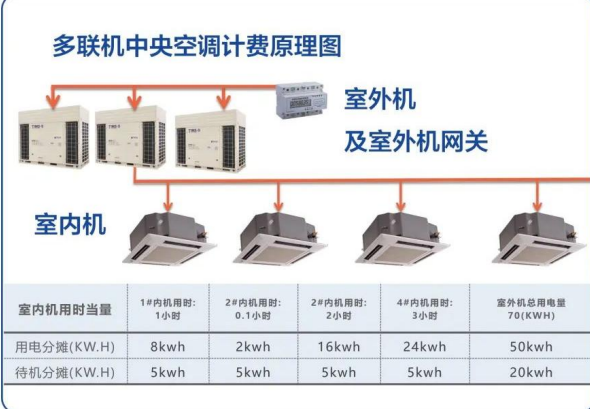 多联机中央空调计费原理图
室外机
及室外机网关
室内机
室内机用时当量
1#内机用时:
1小时
2#内机用时:
0.1小时
2#内机用时:
2小时
4#内机用时:
3小时
室外机总用电量
70(KWH)
用电分摊(KW.H)
8kwh
2kwh
16kwh
24kwh
50kwh
待机分摊(KW.H)
5kwh
5kwh
5kwh
5kwh
20kwh